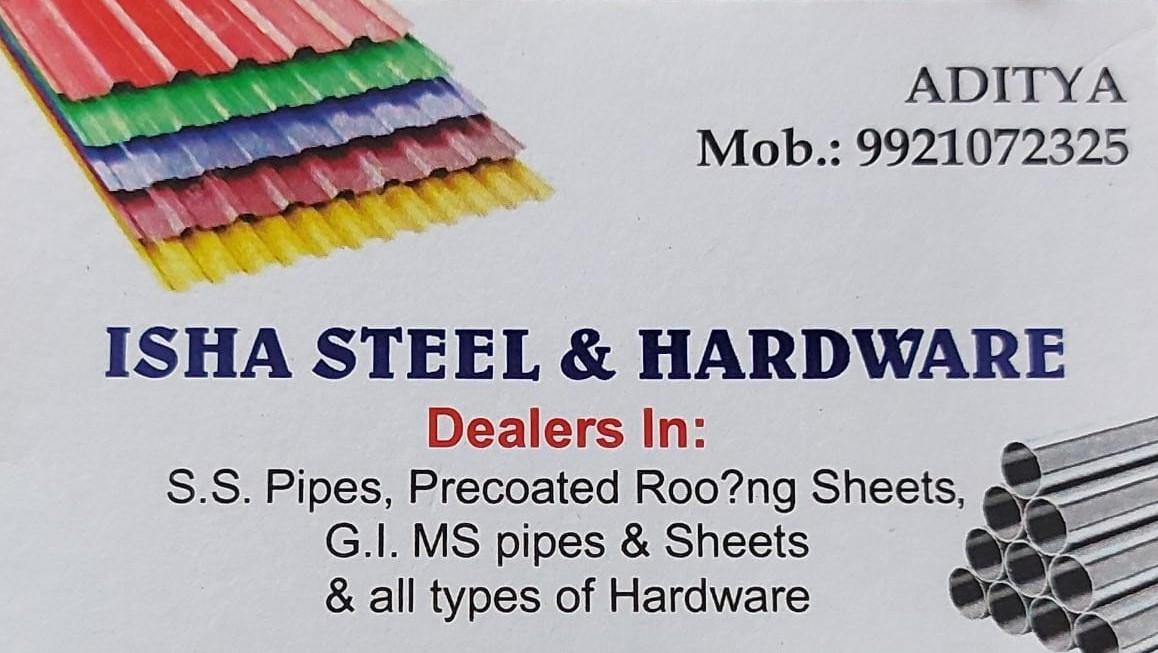 ADITYA
Mob.: 9921072325
ISHA STEEL & HARDWARE
Dealers In:
S.S. Pipes, Precoated Roo?ng Sheets,
G.I. MS pipes & Sheets
& all types of Hardware